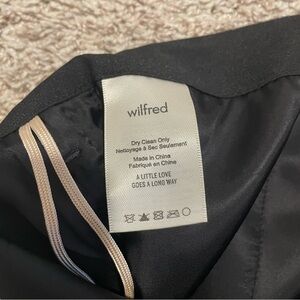 wilfred
Dry Clean Only
Nettoyage à Sec Seulement
Made in China
Fabriqué en Chine
A LITTLE LOVE
GOES A LONG WAY